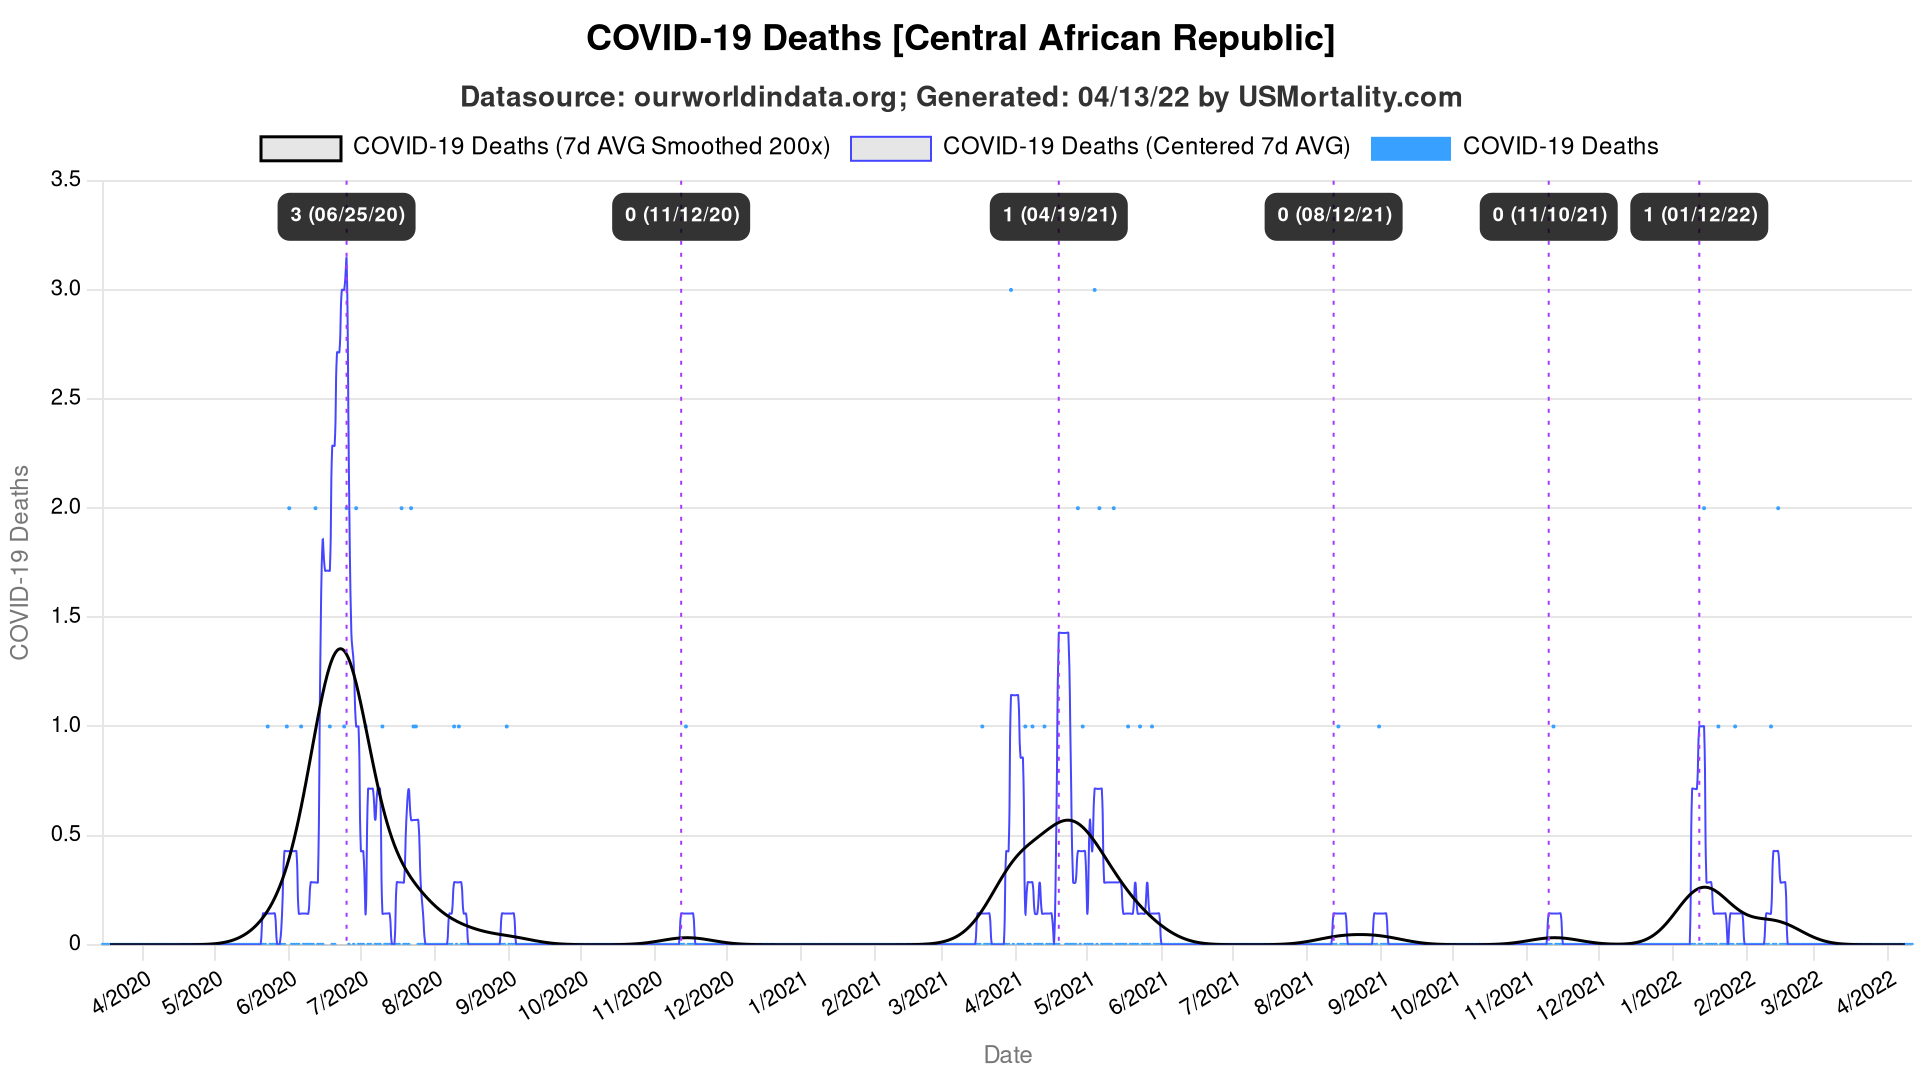 COVID-19 Deaths [Central African Republic]
Datasource: ourworldindata.org; Generated: 04/13/22 by USMortality.com
COVID-19 Deaths (7d AVG Smoothed 200x) COVID-19 Deaths (Centered 7d AVG) COVID-19 Deaths
3.5
3 (06/25/20) 0 (11/12/20) 1 (04/19/21) 0 (08/12/21) 0 (11/10/21) 1 (01/12/22)
3.0
2.5
2.0
1.5
1.0
0.5
0
COVID-19 Deaths
4/2020 5/2020 6/2020 7/2020 8/2020 9/2020 10/2020 11/2020 12/2020 1/2021 2/2021 3/2021 4/2021 5/2021 6/2021 7/2021 8/2021 9/2021 10/2021 11/2021 12/2021 1/2022 2/2022 3/2022 4/2022
Date